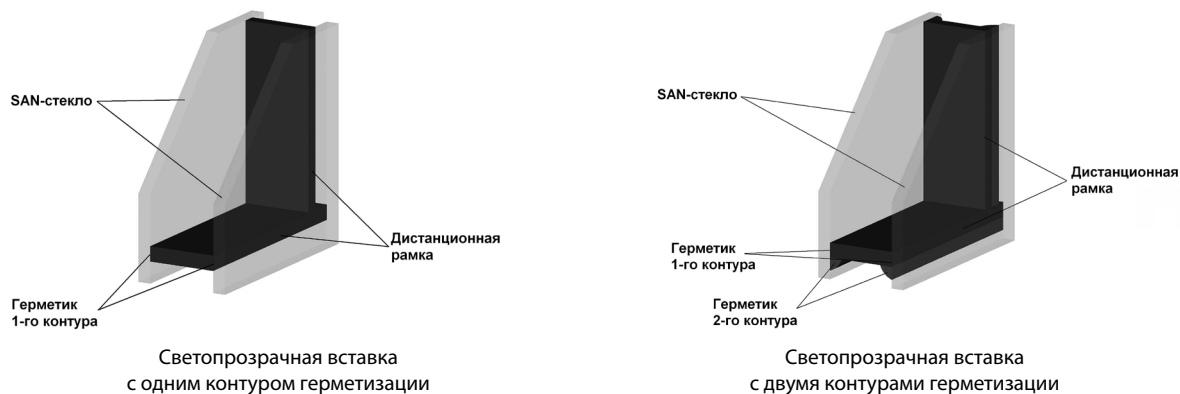 SAN-стекло
Дистанционная
рамка
Герметик
1-го контура
Светопрозрачная вставка
с одним контуром герметизации
SAN-стекло
Дистанционная
рамка
Герметик
1-го контура
Герметик
2-го контура
Светопрозрачная вставка
с двумя контурами герметизации